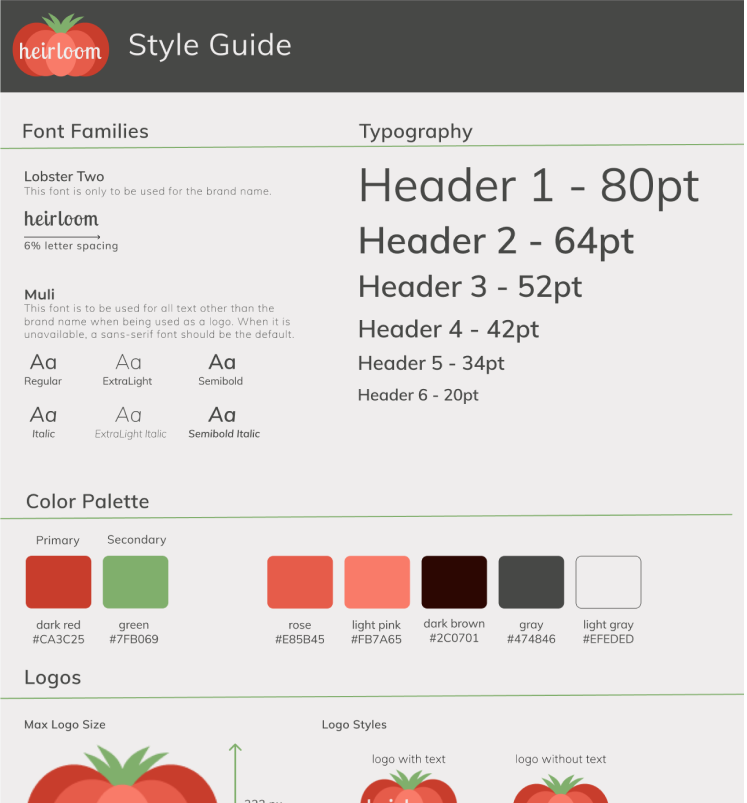 heirloom
Style Guide
Font Families
Lobster Two
This font is only to be used for the brand name.
heirloom
6% letter spacing
Muli
This font is to be used for all text other than the
brand name when being used as a logo. When it is
unavailable, a sans-serif font should be the default.
Aa Aa Aa
Regular ExtraLight Semibold
Aa Aa Aa
Italic ExtraLight Italic Semibold Italic
Typography
Header 1 - 80pt
Header 2 - 64pt
Header 3 - 52pt
Header 4 - 42pt
Header 5 - 34pt
Header 6 - 20pt
Color Palette
Primary Secondary
dark red green rose light pink dark brown gray light gray
#CA3C25 #7FB069 #E85B45 #FB7A65 #2C0701 #474846 #EFEDED
Logos
Max Logo Size
Logo Styles
logo with text logo without text